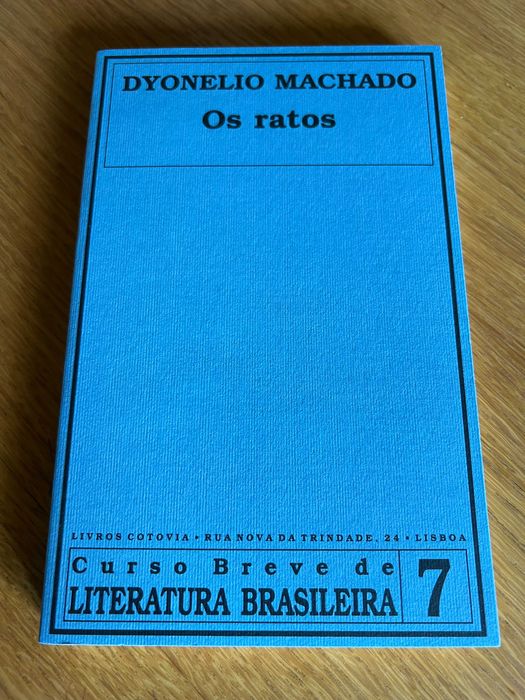 DYONELIO MACHADO
Os ratos
LIVROS COTOVIA • RUA NOVA DA TRINDADE, 24 • LISBOA
Curso Breve de
LITERATURA BRASILEIRA
7